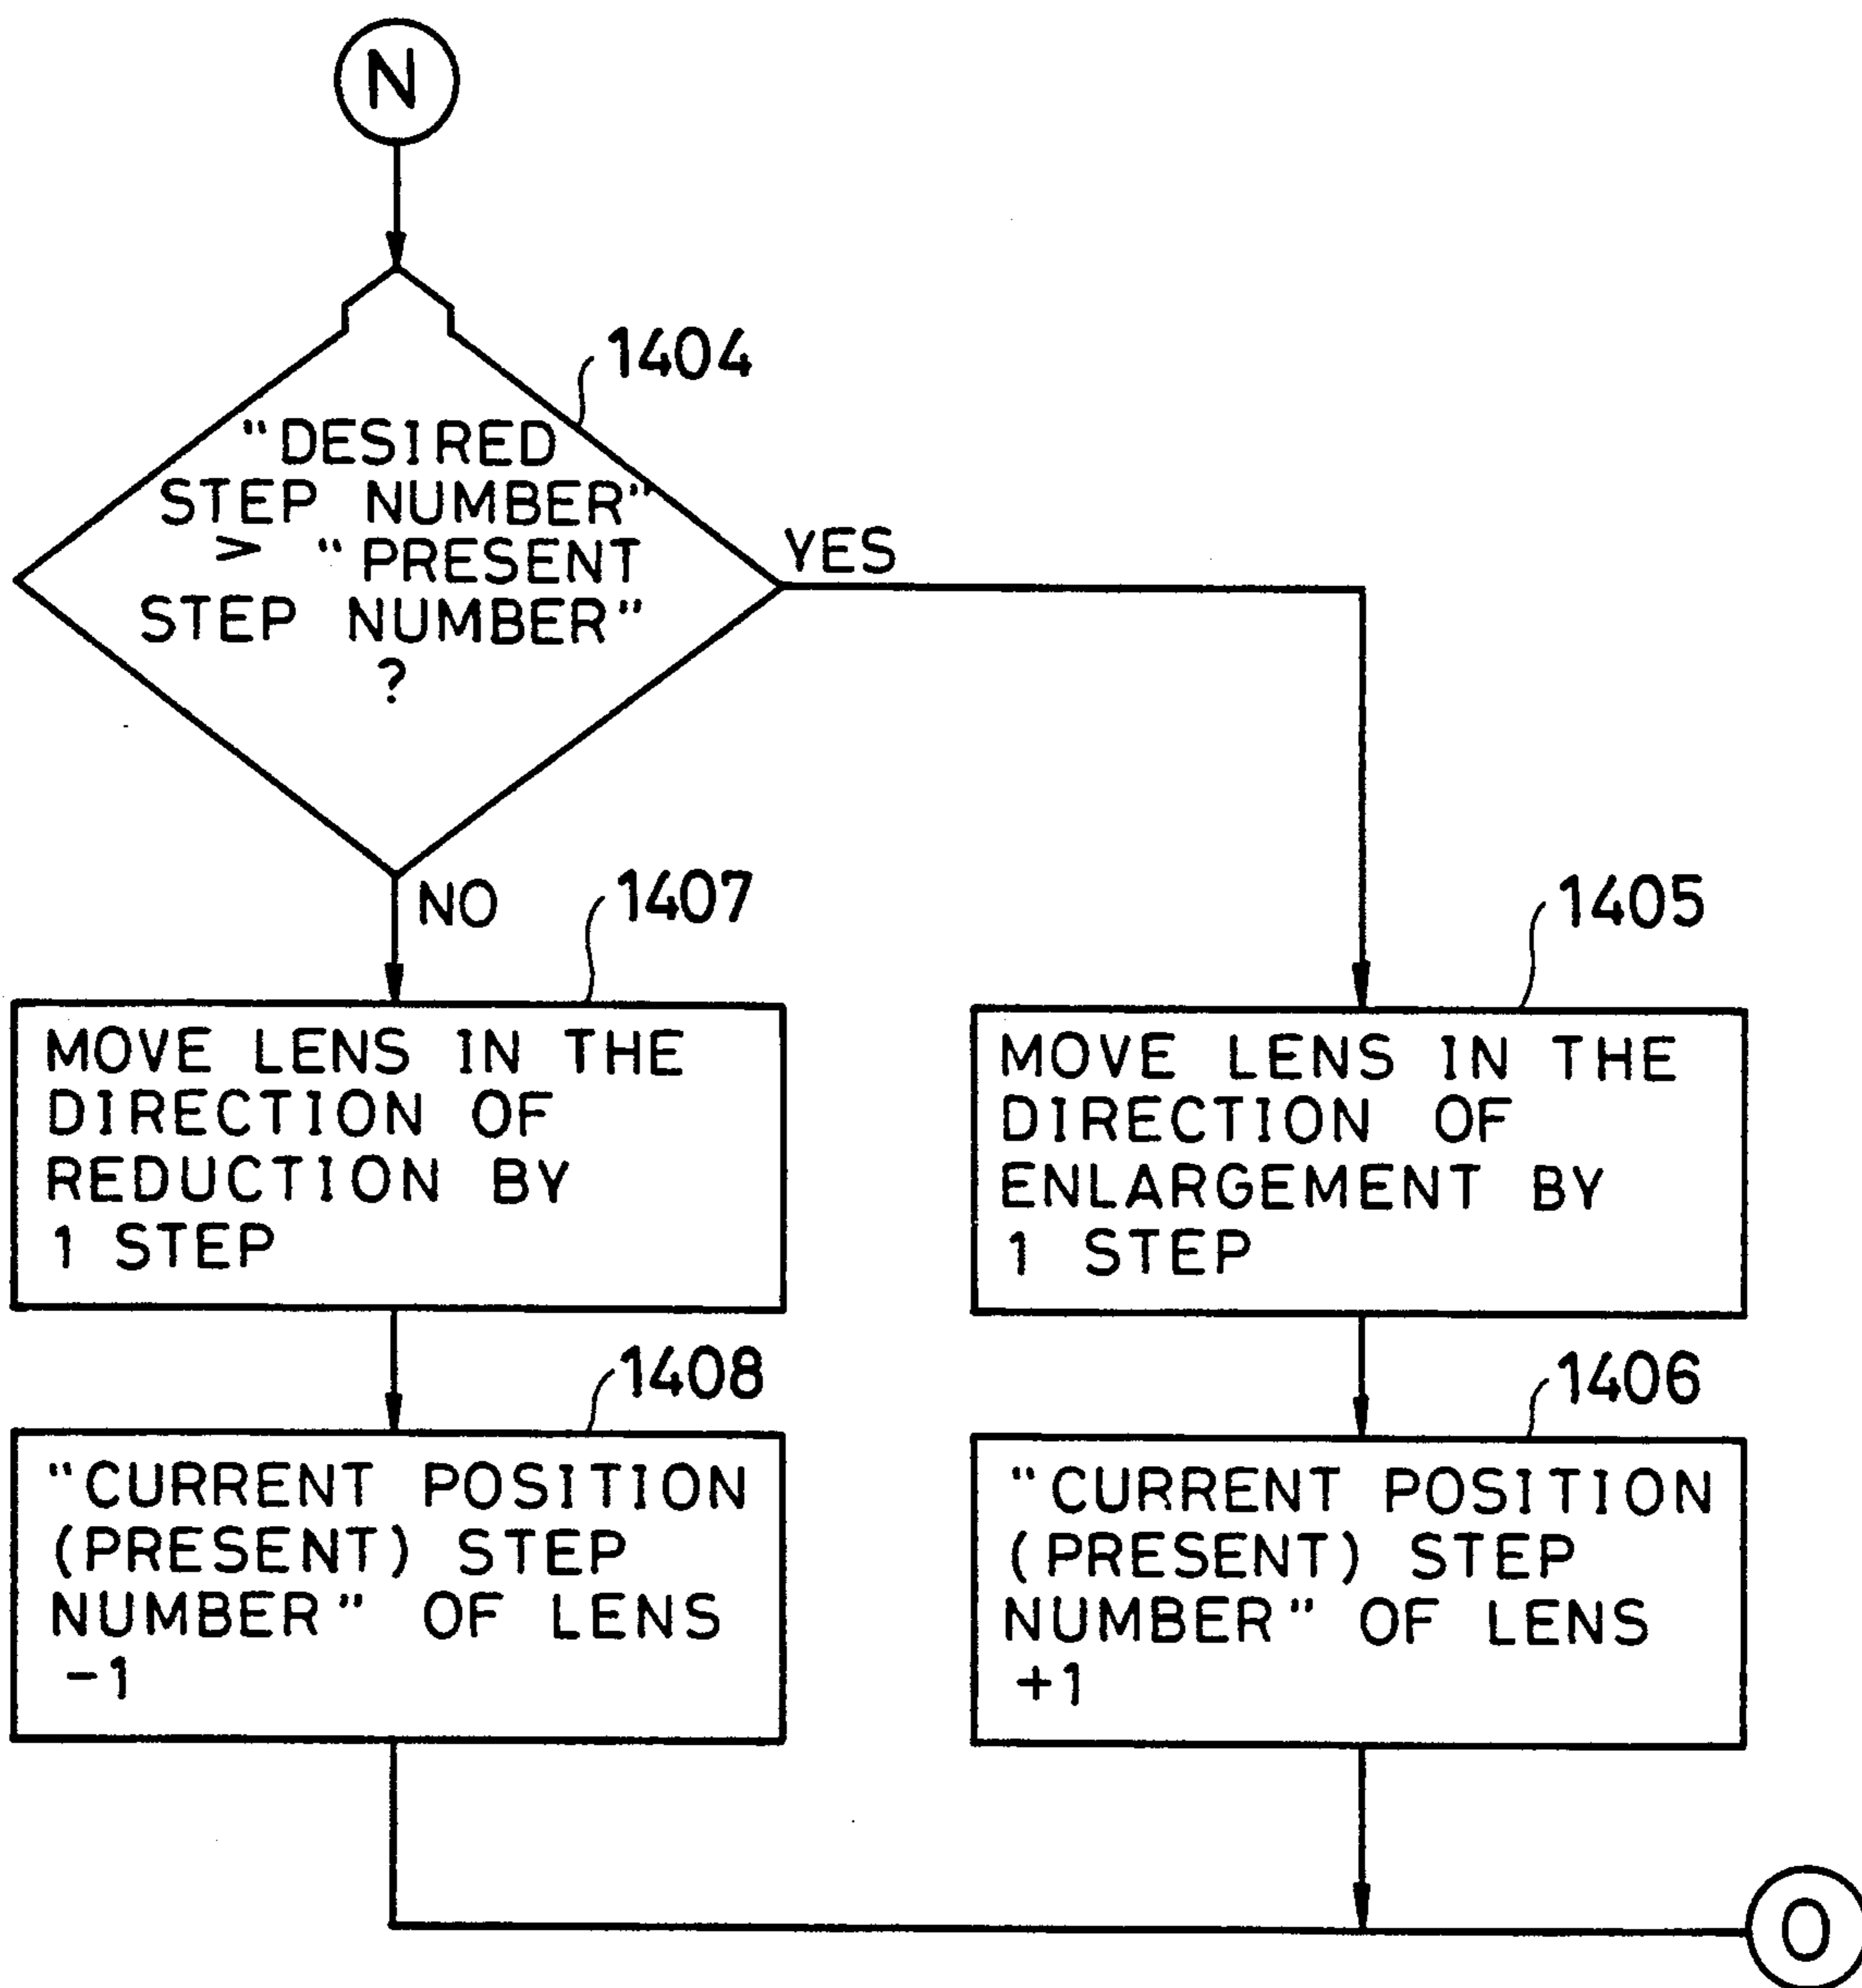 N
1404
"DESIRED
STEP NUMBER"
> "PRESENT
STEP NUMBER"
?
YES
NO
1407
1405
MOVE LENS IN THE
DIRECTION OF
REDUCTION BY
1 STEP
MOVE LENS IN THE
DIRECTION OF
ENLARGEMENT BY
1 STEP
1408
1406
"CURRENT POSITION
(PRESENT) STEP
NUMBER" OF LENS
-1
"CURRENT POSITION
(PRESENT) STEP
NUMBER" OF LENS
+1
O